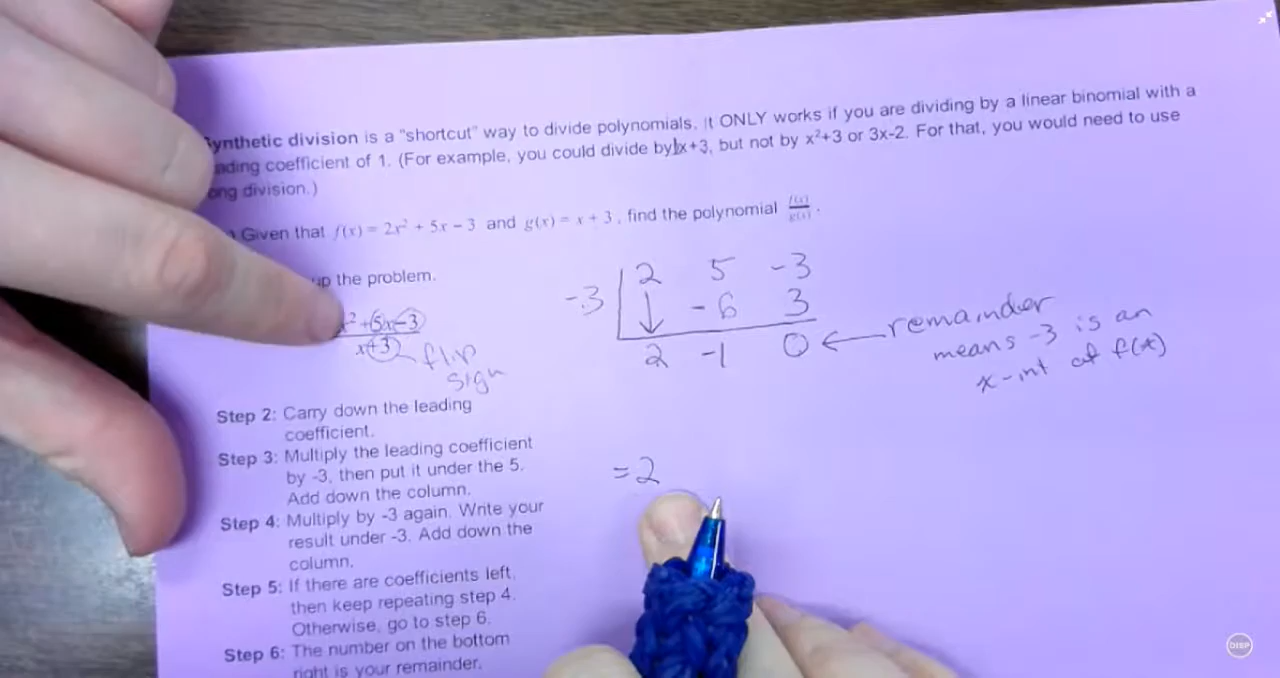 ynthetic division is a "shortcut" way to divide polynomials. It ONLY works if you are dividing by a linear binomial with a
ding coefficient of 1. (For example, you could divide by 1x+3, but not by x²+3 or 3x-2. For that, you would need to use
ong division.)
Given that f(x) = 2x² + 5x − 3 and g(x) = x + 3, find the polynomial f(x)/g(x).
up the problem.
x²+5x−3
x+3
flip
sign
-3 2 5 -3
↓ -6 3
2 -1 0 ← remainder
means -3 is an
x-int of f(x)
Step 2: Carry down the leading
coefficient.
Step 3: Multiply the leading coefficient
by -3, then put it under the 5.
Add down the column.
=2
Step 4: Multiply by -3 again. Write your
result under -3. Add down the
column.
Step 5: If there are coefficients left,
then keep repeating step 4.
Otherwise, go to step 6.
Step 6: The number on the bottom
right is your remainder.
DISP